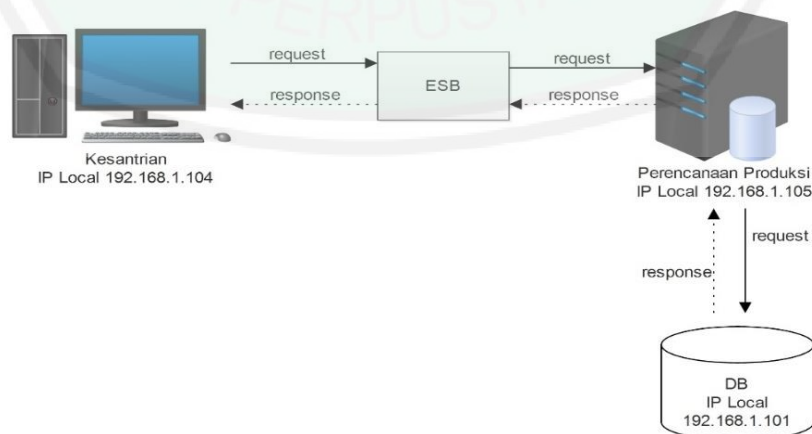 PERPUS
request
request
ESB
response
response
Kesantrian
IP Local 192.168.1.104
Perencanaan Produksi
IP Local 192.168.1.105
request
response
DB
IP Local
192.168.1.101